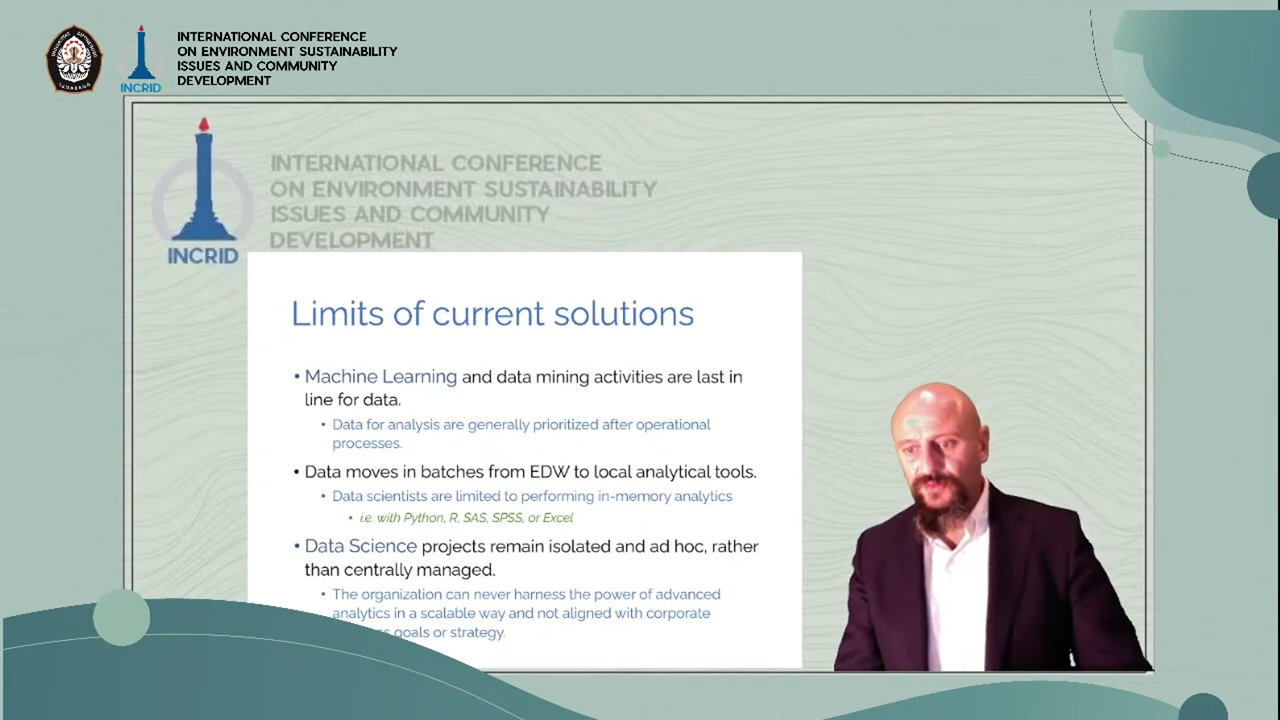 INTERNATIONAL CONFERENCE
ON ENVIRONMENT SUSTAINABILITY
ISSUES AND COMMUNITY
DEVELOPMENT
INCRID
INTERNATIONAL CONFERENCE
ON ENVIRONMENT SUSTAINABILITY
ISSUES AND COMMUNITY
DEVELOPMENT
INCRID
Limits of current solutions
• Machine Learning and data mining activities are last in
line for data.
• Data for analysis are generally prioritized after operational
processes.
• Data moves in batches from EDW to local analytical tools.
• Data scientists are limited to performing in-memory analytics
• i.e. with Python, R, SAS, SPSS, or Excel
• Data Science projects remain isolated and ad hoc, rather
than centrally managed.
• The organization can never harness the power of advanced
analytics in a scalable way and not aligned with corporate
goals or strategy.